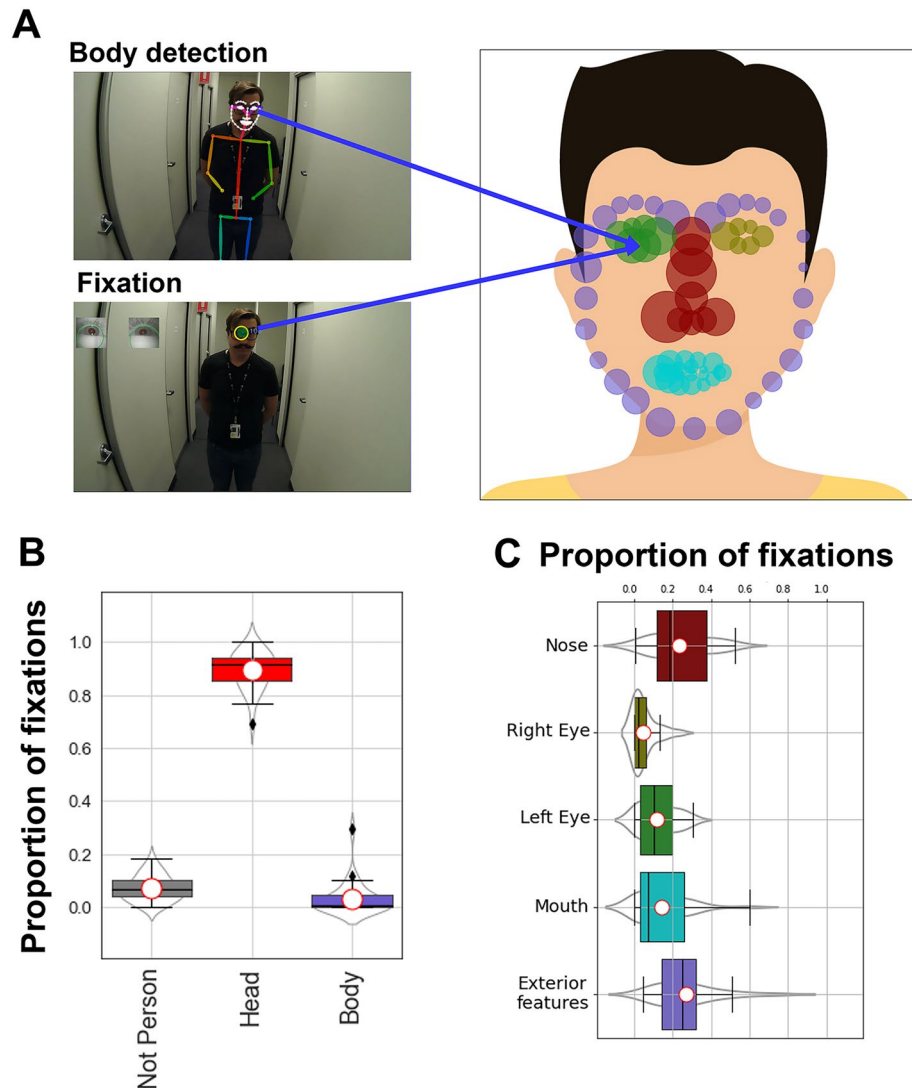 A
Body detection
Fixation
B
Proportion of fixations
1.0
0.8
0.6
0.4
0.2
0.0
Not Person
Head
Body
C Proportion of fixations
0.0 0.2 0.4 0.6 0.8 1.0
Nose
Right Eye
Left Eye
Mouth
Exterior
features